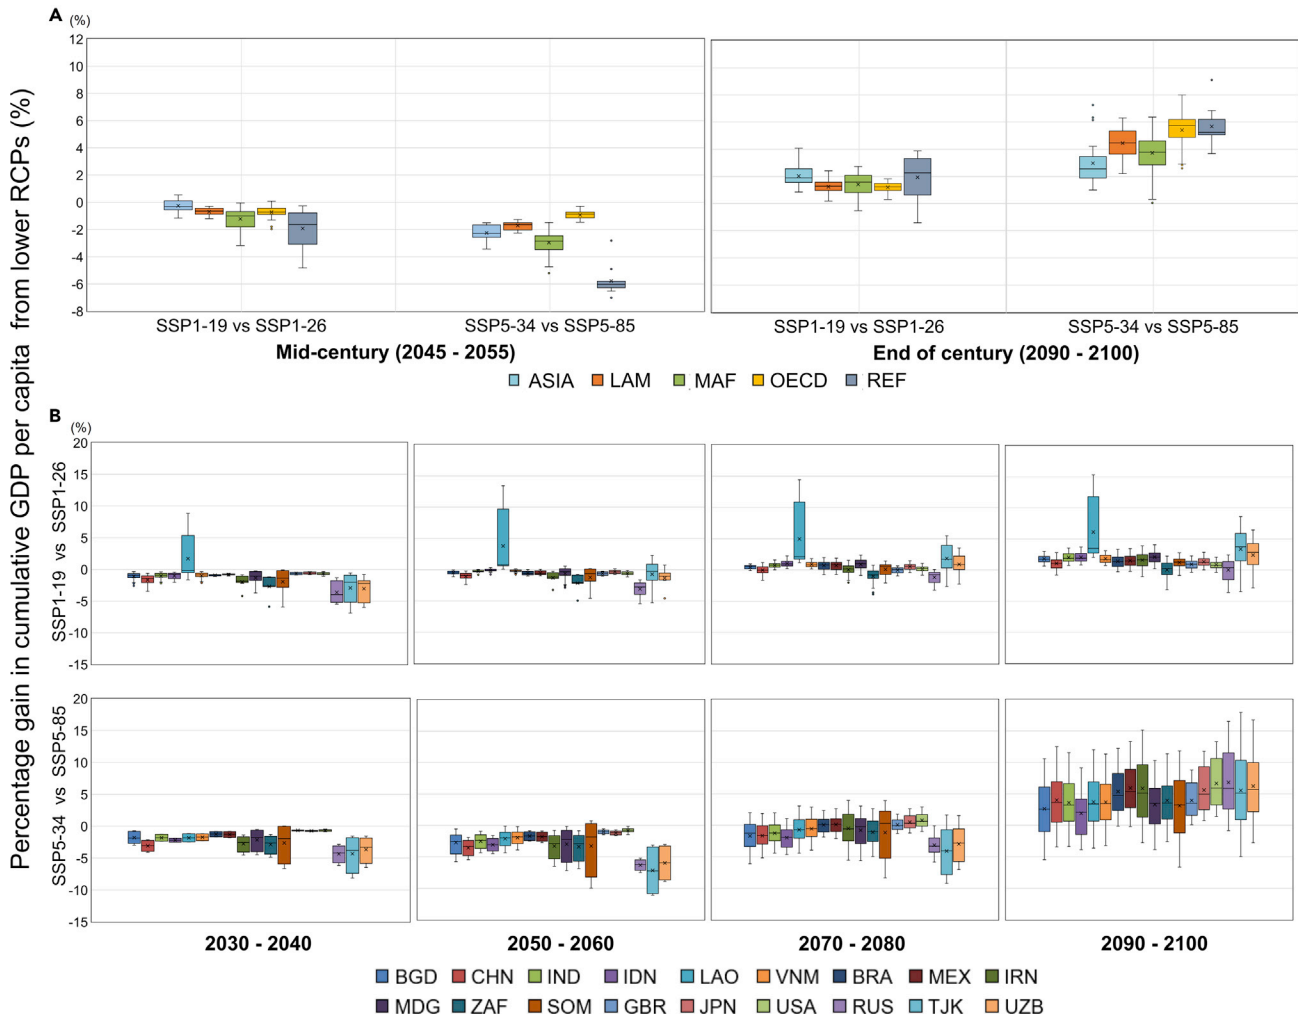 Percentage gain in cumulative GDP per capita from lower RCPs (%)
A (%)
12
10
8
6
4
2
0
-2
-4
-6
-8
SSP1-19 vs SSP1-26
SSP5-34 vs SSP5-85
SSP1-19 vs SSP1-26
SSP5-34 vs SSP5-85
Mid-century (2045 - 2055)
End of century (2090 - 2100)
ASIA LAM MAF OECD REF
B
(%)
SSP1-19 vs SSP1-26
20
15
10
5
0
-5
-10
-15
SSP5-34 vs SSP5-85
20
15
10
5
0
-5
-10
-15
2030 - 2040
2050 - 2060
2070 - 2080
2090 - 2100
BGD CHN IND IDN LAO VNM BRA MEX IRN
MDG ZAF SOM GBR JPN USA RUS TJK UZB